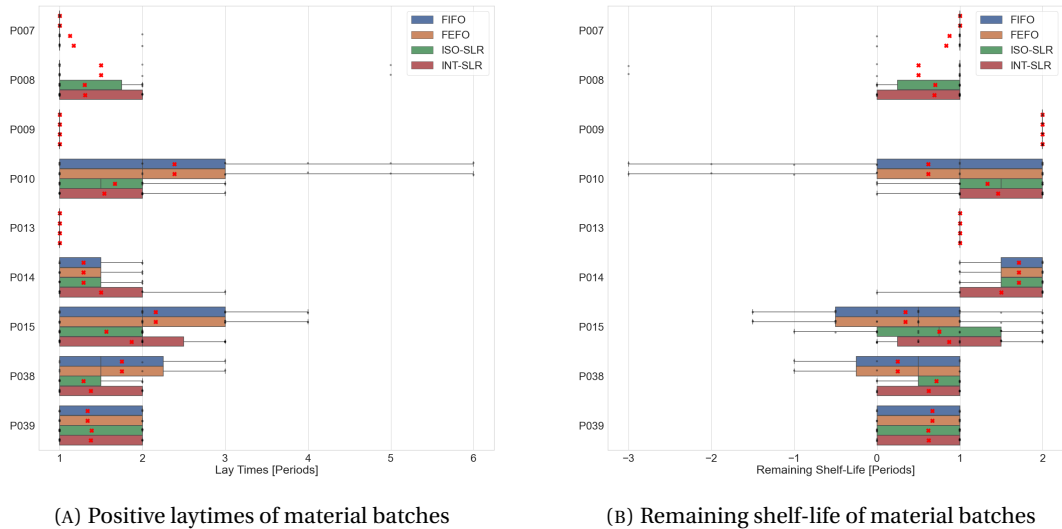 P007
P008
P009
P010
P013
P014
P015
P038
P039
FIFO
FEFO
ISO-SLR
INT-SLR
1 2 3 4 5 6
Lay Times [Periods]
(A) Positive laytimes of material batches
P007
P008
P009
P010
P013
P014
P015
P038
P039
FIFO
FEFO
ISO-SLR
INT-SLR
−3 −2 −1 0 1 2
Remaining Shelf-Life [Periods]
(B) Remaining shelf-life of material batches